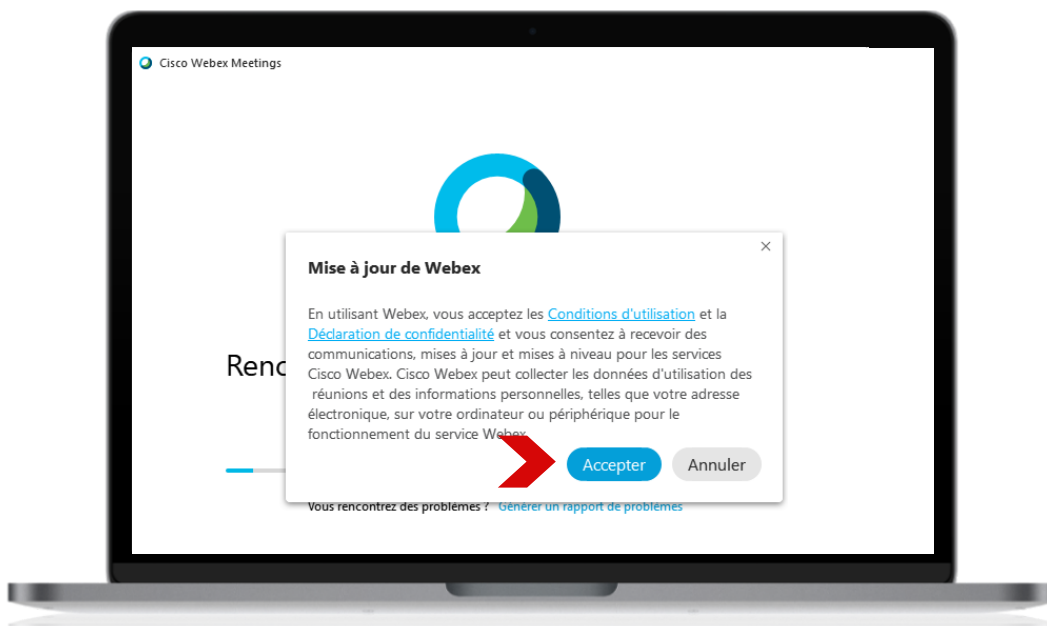 Cisco Webex Meetings
Mise à jour de Webex
En utilisant Webex, vous acceptez les Conditions d'utilisation et la
Déclaration de confidentialité et vous consentez à recevoir des
communications, mises à jour et mises à niveau pour les services
Cisco Webex. Cisco Webex peut collecter les données d'utilisation des
réunions et des informations personnelles, telles que votre adresse
électronique, sur votre ordinateur ou périphérique pour le
fonctionnement du service Webex.
Renc
Accepter Annuler
Vous rencontrez des problèmes ? Générer un rapport de problèmes